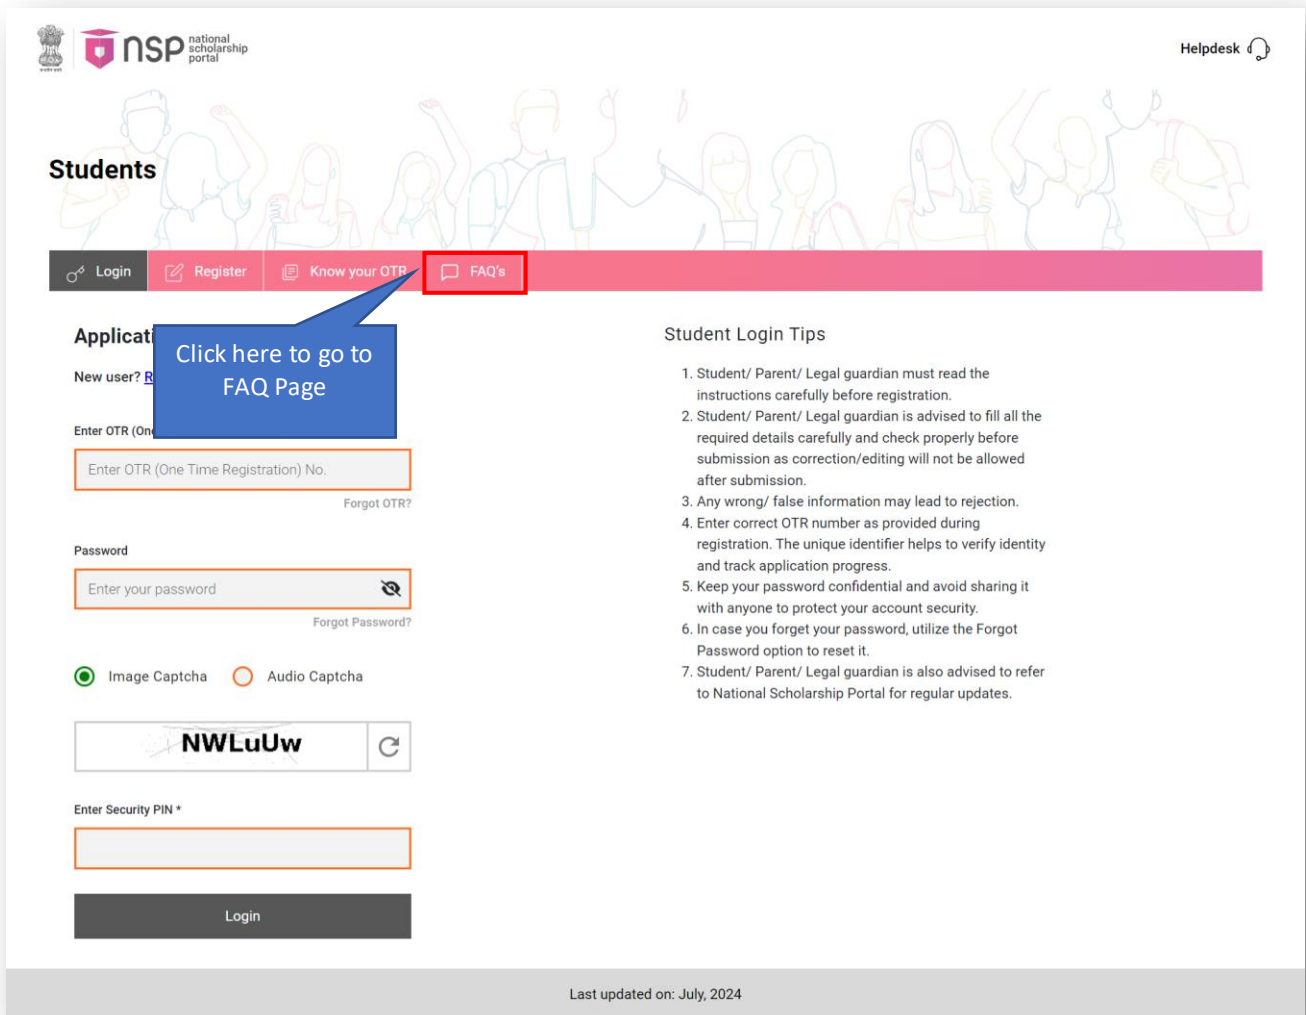 nsp national
scholarship
portal
Helpdesk
Students
Login
Register
Know your OTR
FAQ's
Click here to go to
FAQ Page
New user?
Enter OTR
Enter OTR (One Time Registration) No.
Forgot OTR?
Password
Enter your password
Forgot Password?
Image Captcha
Audio Captcha
NWLuUw
Enter Security PIN *
Login
Student Login Tips
1. Student/ Parent/ Legal guardian must read the
instructions carefully before registration.
2. Student/ Parent/ Legal guardian is advised to fill all the
required details carefully and check properly before
submission as correction/editing will not be allowed
after submission.
3. Any wrong/ false information may lead to rejection.
4. Enter correct OTR number as provided during
registration. The unique identifier helps to verify identity
and track application progress.
5. Keep your password confidential and avoid sharing it
with anyone to protect your account security.
6. In case you forget your password, utilize the Forgot
Password option to reset it.
7. Student/ Parent/ Legal guardian is also advised to refer
to National Scholarship Portal for regular updates.
Last updated on: July, 2024